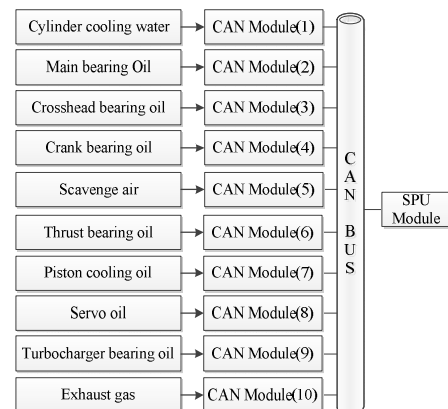 Cylinder cooling water CAN Module(1)
Main bearing Oil CAN Module(2)
Crosshead bearing oil CAN Module(3)
Crank bearing oil CAN Module(4)
Scavenge air CAN Module(5)
Thrust bearing oil CAN Module(6)
Piston cooling oil CAN Module(7)
Servo oil CAN Module(8)
Turbocharger bearing oil CAN Module(9)
Exhaust gas CAN Module(10)
CAN BUS
SPU
Module